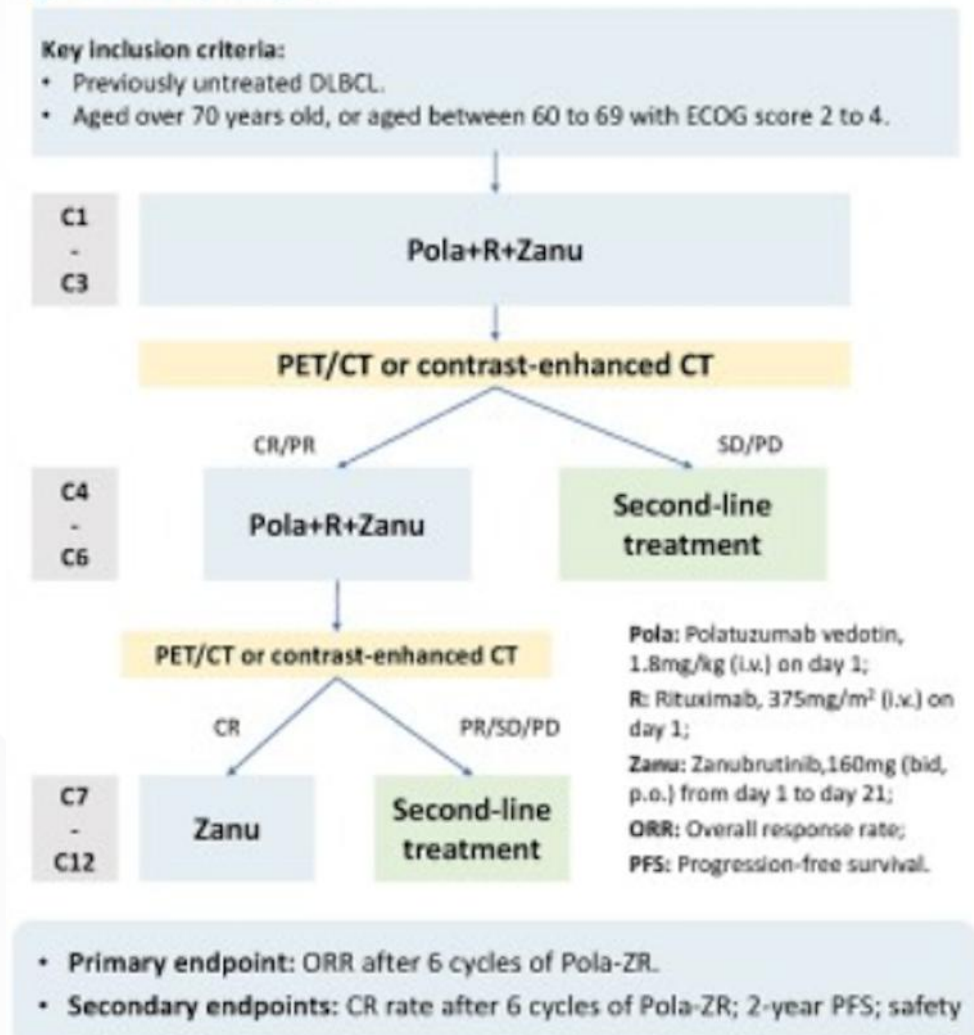 Key inclusion criteria:
• Previously untreated DLBCL.
• Aged over 70 years old, or aged between 60 to 69 with ECOG score 2 to 4.
C1
-
C3
Pola+R+Zanu
PET/CT or contrast-enhanced CT
CR/PR
SD/PD
C4
-
C6
Pola+R+Zanu
Second-line
treatment
PET/CT or contrast-enhanced CT
CR
PR/SD/PD
C7
-
C12
Zanu
Second-line
treatment
Pola: Polatuzumab vedotin,
1.8mg/kg (i.v.) on day 1;
R: Rituximab, 375mg/m² (i.v.) on
day 1;
Zanu: Zanubrutinib,160mg (bid,
p.o.) from day 1 to day 21;
ORR: Overall response rate;
PFS: Progression-free survival.
• Primary endpoint: ORR after 6 cycles of Pola-ZR.
• Secondary endpoints: CR rate after 6 cycles of Pola-ZR; 2-year PFS; safety